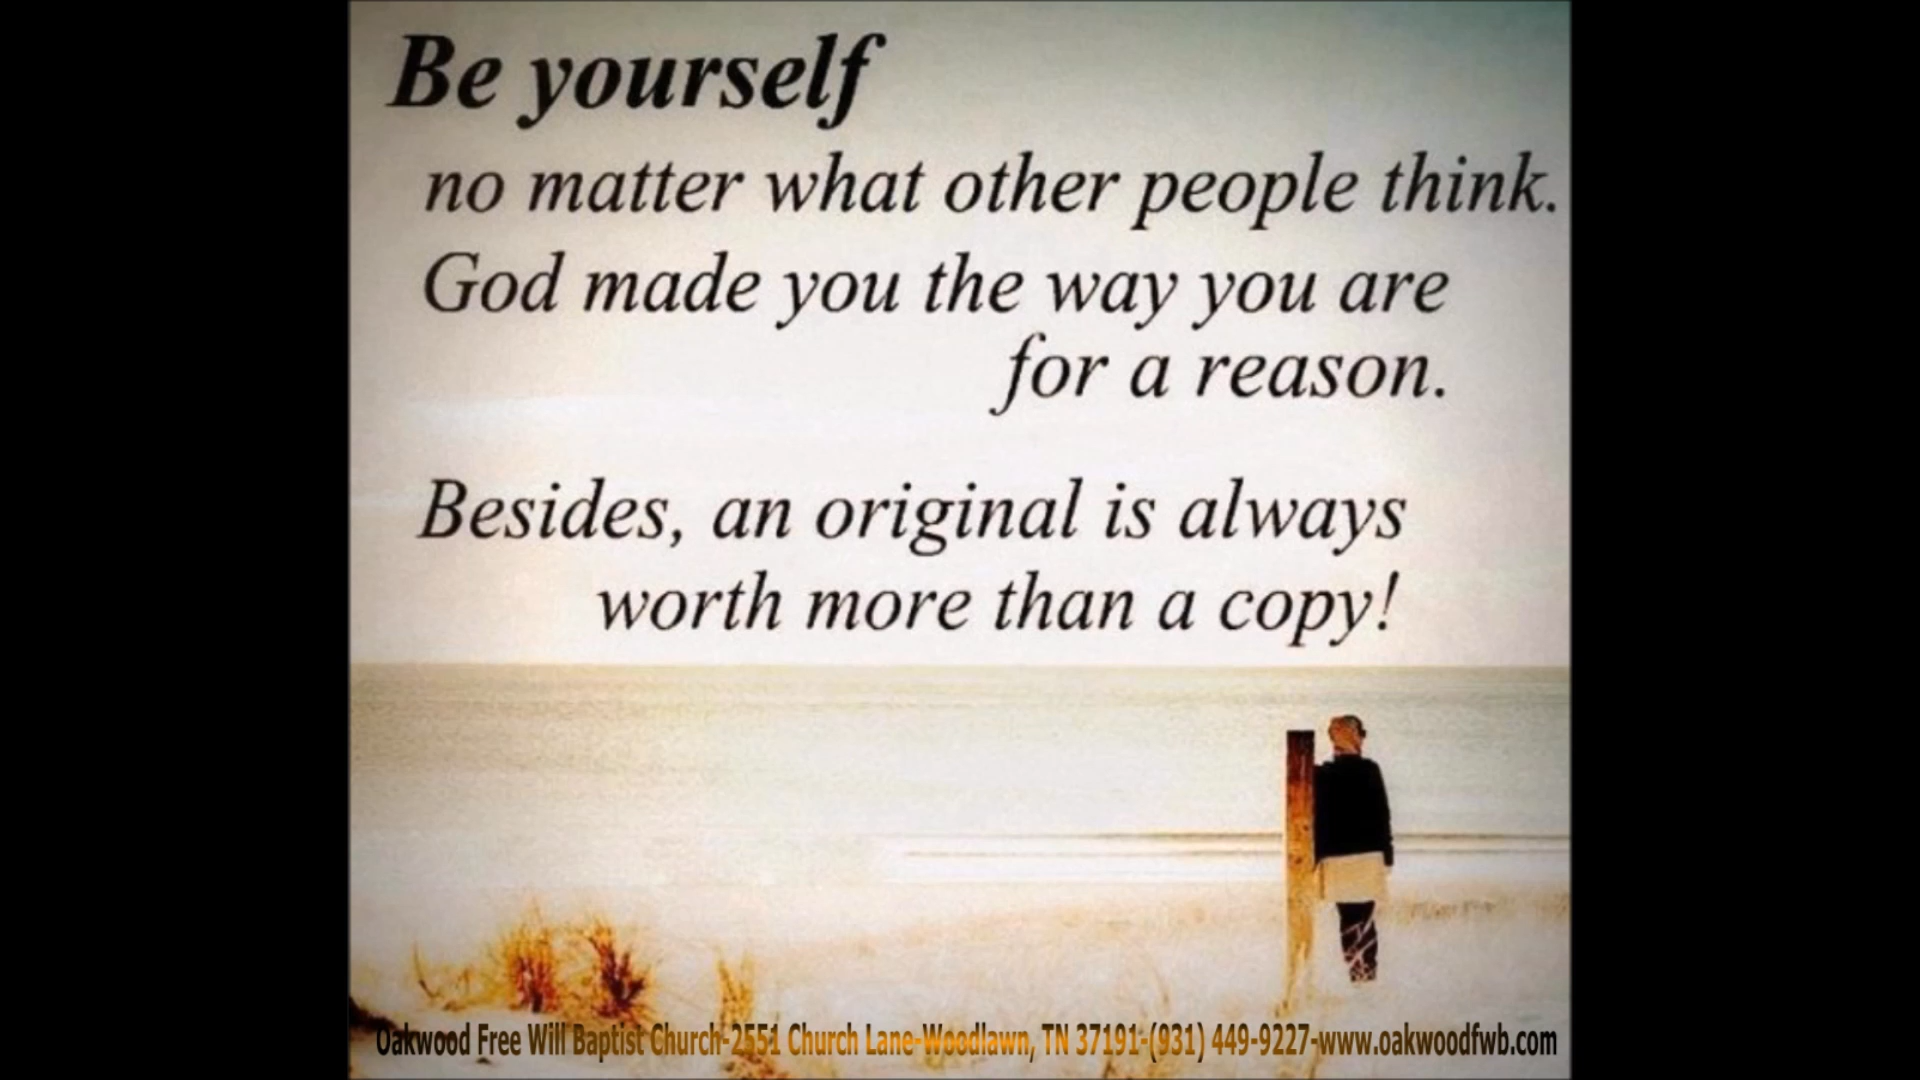 Be yourself
no matter what other people think.
God made you the way you are
for a reason.
Besides, an original is always
worth more than a copy!
Oakwood Free Will Baptist Church-2551 Church Lane-Woodlawn, TN 37191-(931) 449-9227-www.oakwoodfwb.com